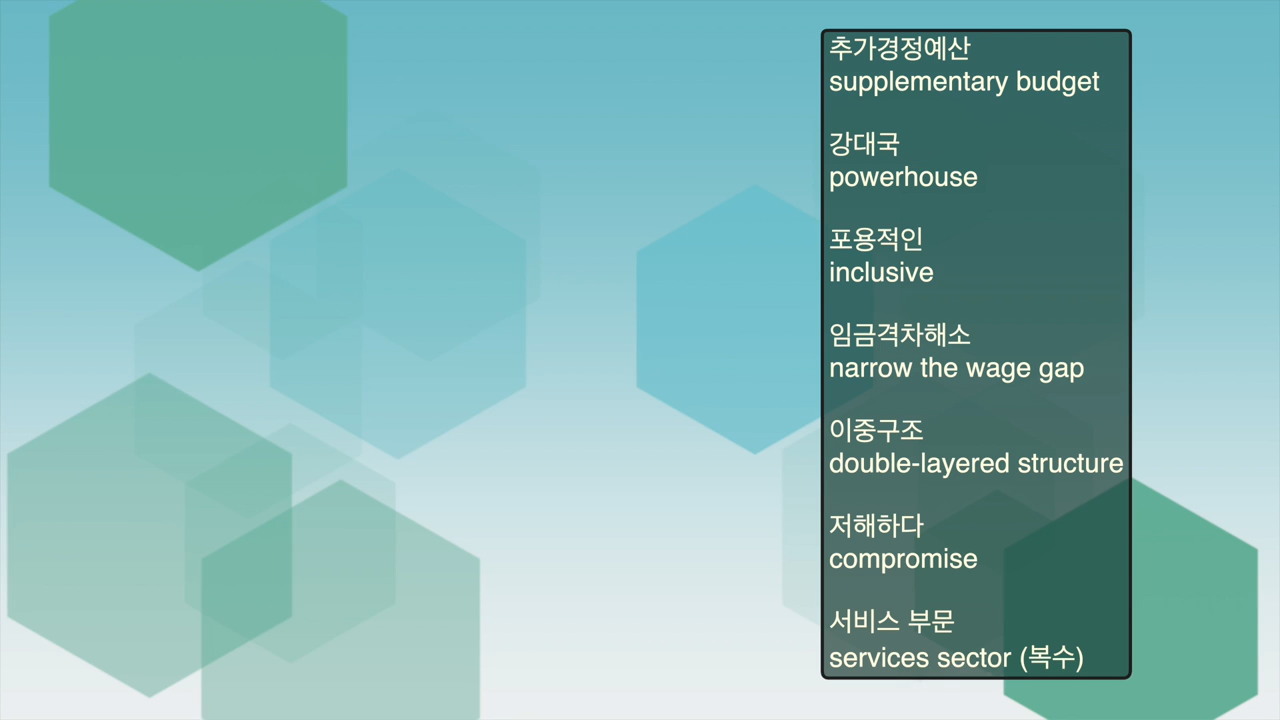 추가경정예산
supplementary budget
강대국
powerhouse
포용적인
inclusive
임금격차해소
narrow the wage gap
이중구조
double-layered structure
저해하다
compromise
서비스 부문
services sector (복수)